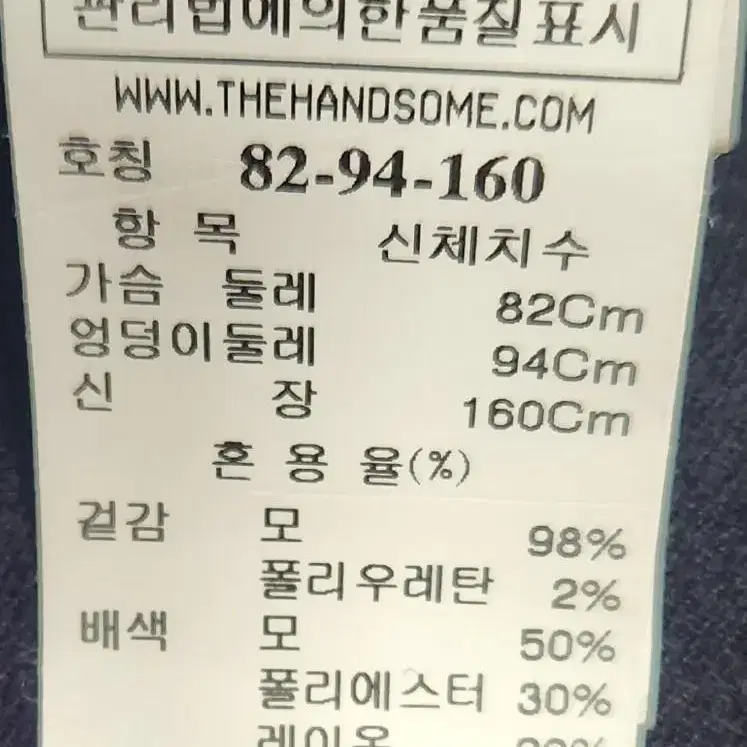 관리법에의한품질표시
WWW.THEHANDSOME.COM
호칭 82-94-160
항 목 신체치수
가슴 둘레 82Cm
엉덩이둘레 94Cm
신 장 160Cm
혼 용 율(%)
겉감 모 98%
폴리우레탄 2%
배색 모 50%
폴리에스터 30%
레이온